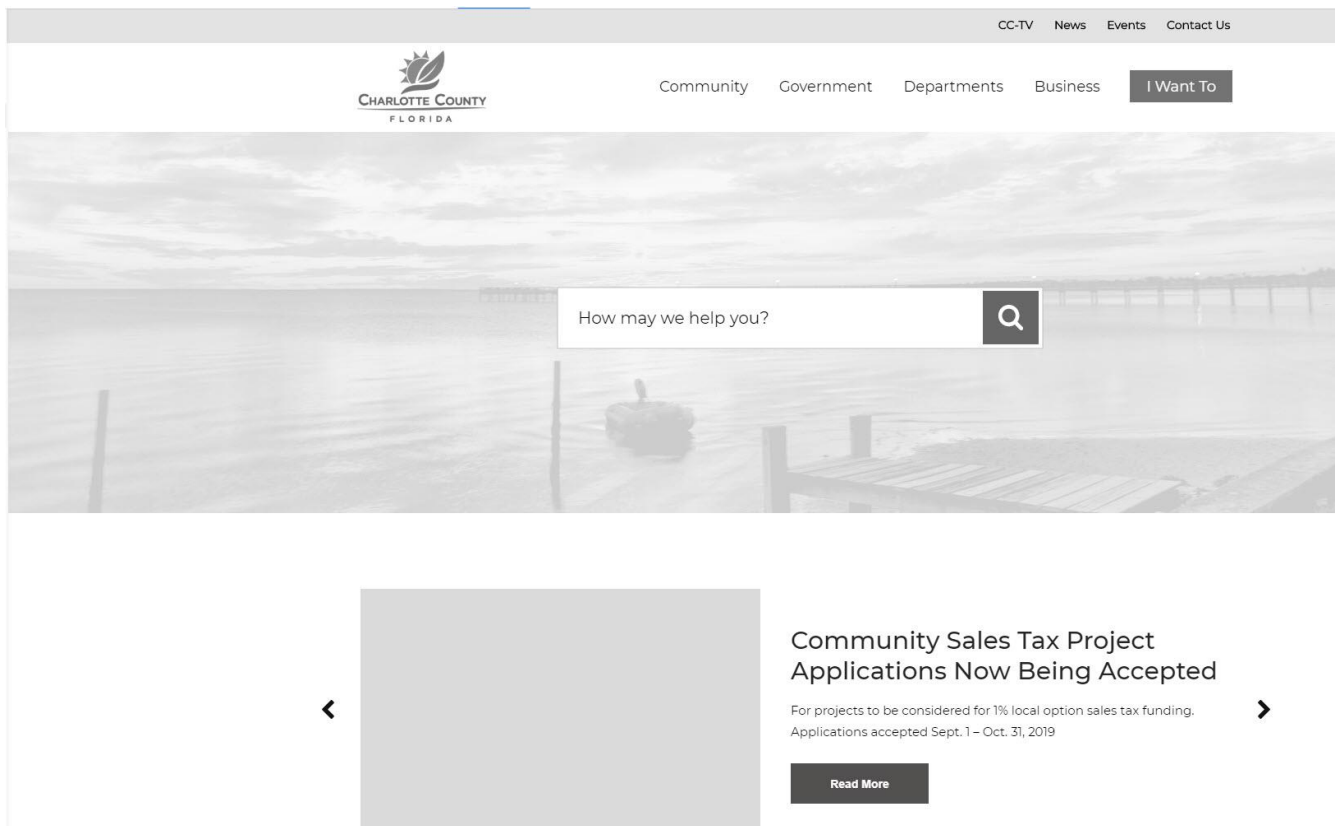 CC-TV News Events Contact Us
CHARLOTTE COUNTY
FLORIDA
Community Government Departments Business I Want To
How may we help you?
Community Sales Tax Project
Applications Now Being Accepted
For projects to be considered for 1% local option sales tax funding.
Applications accepted Sept. 1 – Oct. 31, 2019
Read More